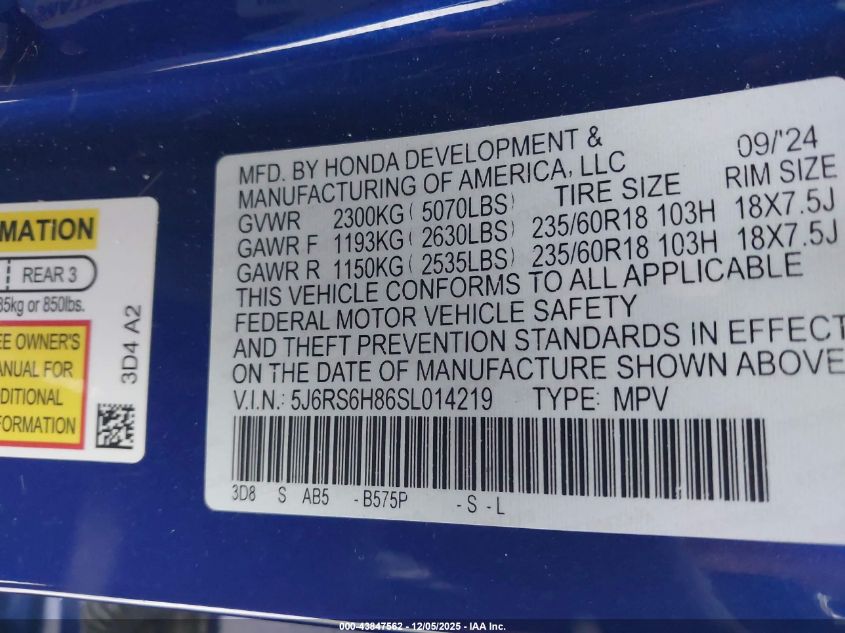 MATION
REAR 3
85kg or 850lbs.
EE OWNER'S
ANUAL FOR
DITIONAL
FORMATION
3D4 A2
MFD. BY HONDA DEVELOPMENT & 09/'24
MANUFACTURING OF AMERICA, LLC TIRE SIZE RIM SIZE
GVWR 2300KG ( 5070LBS)
GAWR F 1193KG ( 2630LBS) 235/60R18 103H 18X7.5J
GAWR R 1150KG ( 2535LBS) 235/60R18 103H 18X7.5J
THIS VEHICLE CONFORMS TO ALL APPLICABLE
FEDERAL MOTOR VEHICLE SAFETY
AND THEFT PREVENTION STANDARDS IN EFFECT
ON THE DATE OF MANUFACTURE SHOWN ABOVE
V.I.N.: 5J6RS6H86SL014219 TYPE: MPV
3D8 S AB5 - B575P - S - L
000-43847562 - 12/05/2025 - IAA Inc.